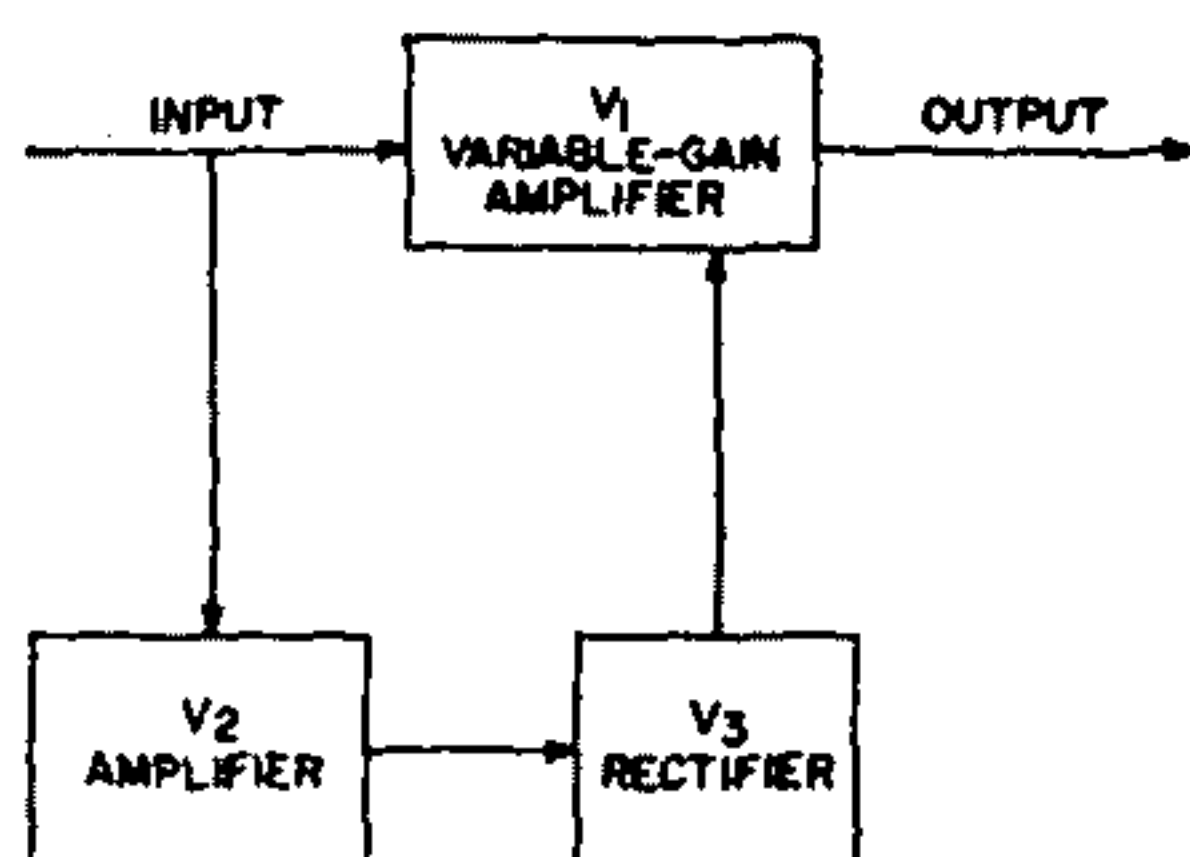 INPUT
V1
VARIABLE-GAIN
AMPLIFIER
OUTPUT
V2
AMPLIFIER
V3
RECTIFIER